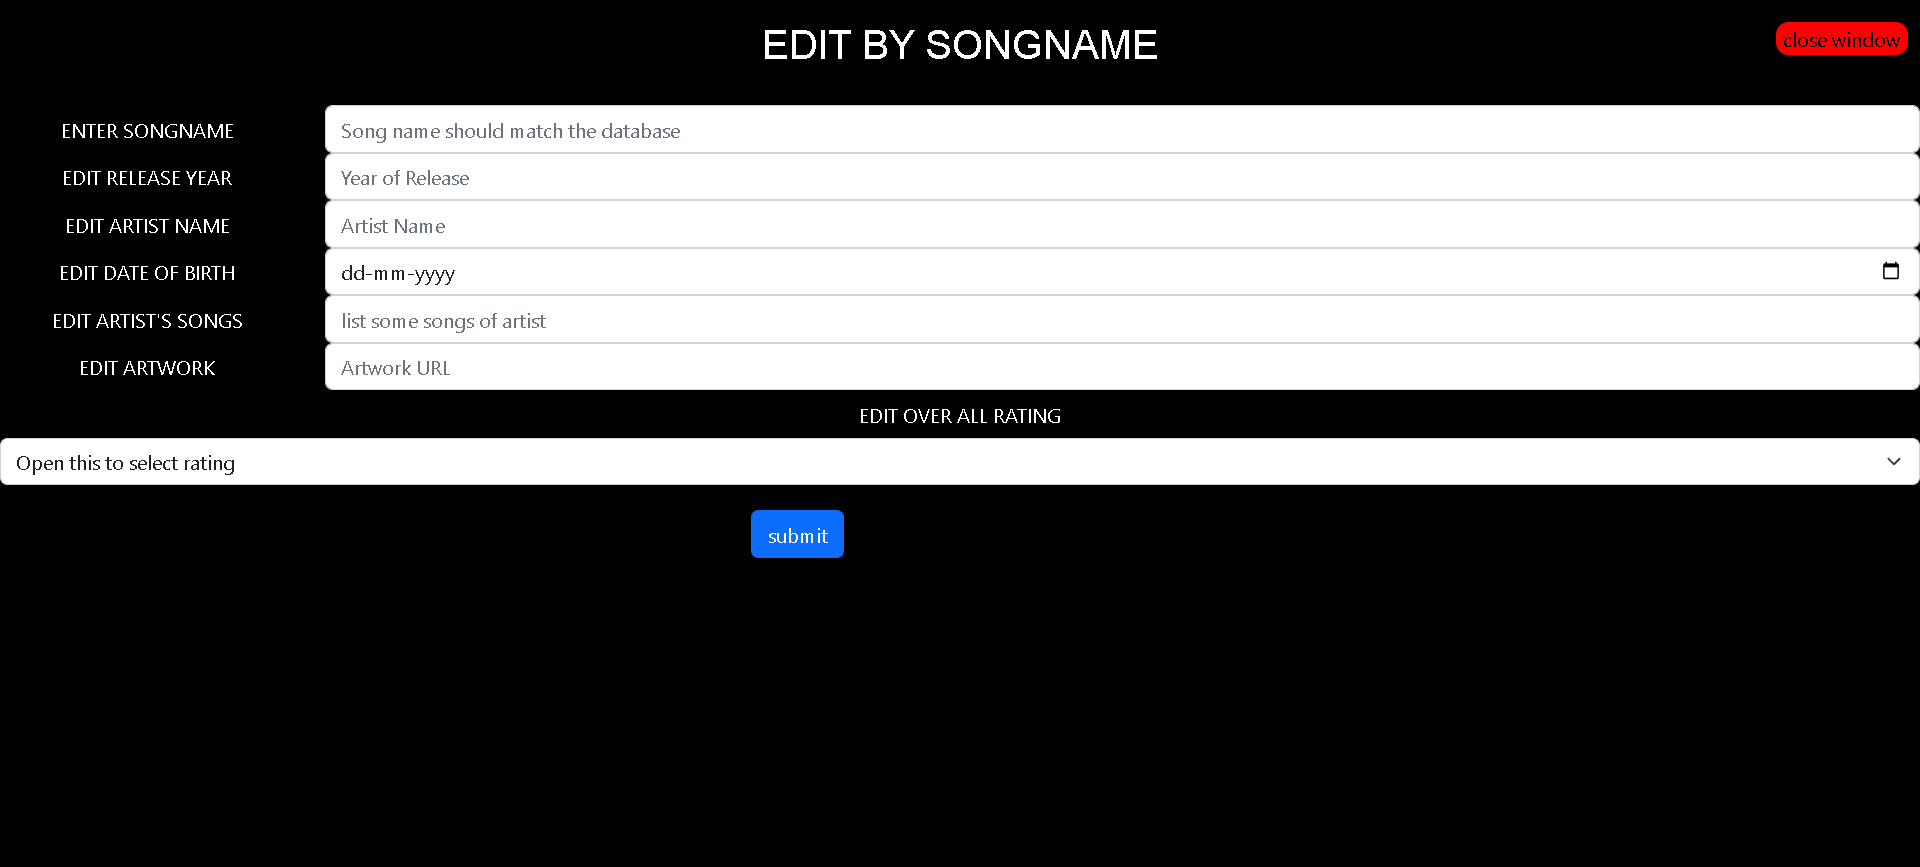 EDIT BY SONGNAME
close window
ENTER SONGNAME
Song name should match the database
EDIT RELEASE YEAR
Year of Release
EDIT ARTIST NAME
Artist Name
EDIT DATE OF BIRTH
dd-mm-yyyy
EDIT ARTIST'S SONGS
list some songs of artist
EDIT ARTWORK
Artwork URL
EDIT OVER ALL RATING
Open this to select rating
submit